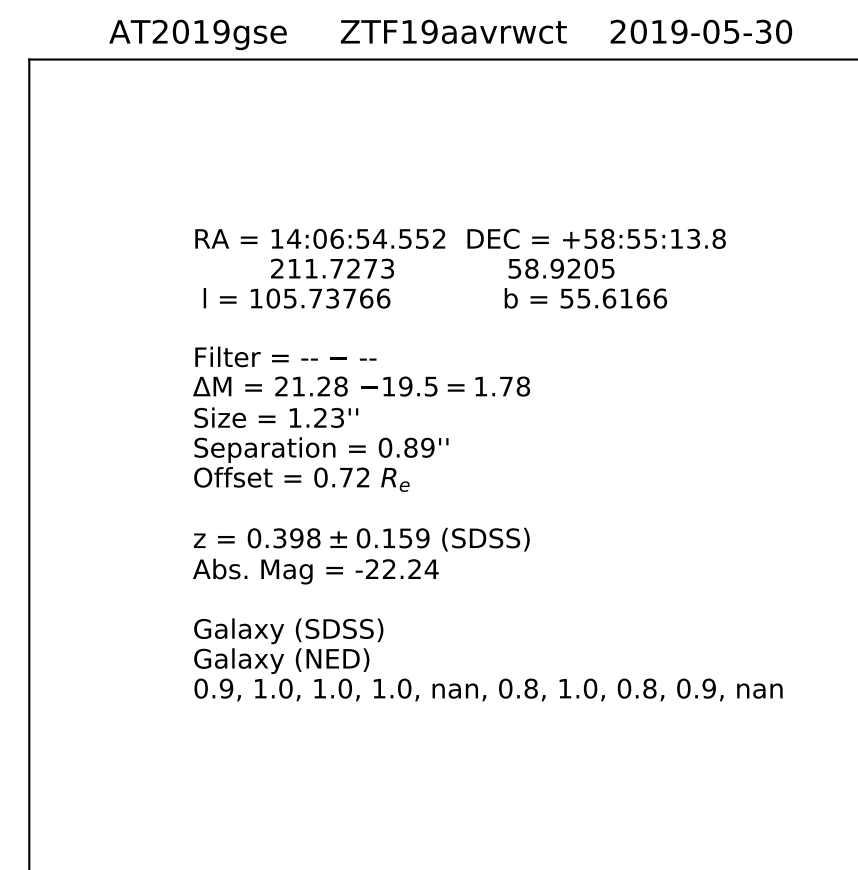 AT2019gse ZTF19aavrwct 2019-05-30
RA = 14:06:54.552 DEC = +58:55:13.8
211.7273 58.9205
l = 105.73766 b = 55.6166
Filter = -- − --
ΔM = 21.28 −19.5 = 1.78
Size = 1.23''
Separation = 0.89''
Offset = 0.72 Rₑ
z = 0.398 ± 0.159 (SDSS)
Abs. Mag = -22.24
Galaxy (SDSS)
Galaxy (NED)
0.9, 1.0, 1.0, 1.0, nan, 0.8, 1.0, 0.8, 0.9, nan